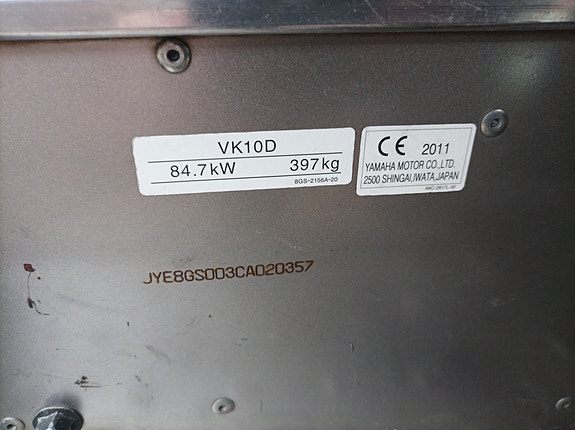 VK10D
84.7kW 397kg
8GS-2156A-20
CE 2011
YAMAHA MOTOR CO.,LTD.
2500 SHINGAI,IWATA,JAPAN
JYE8GS003CA020357